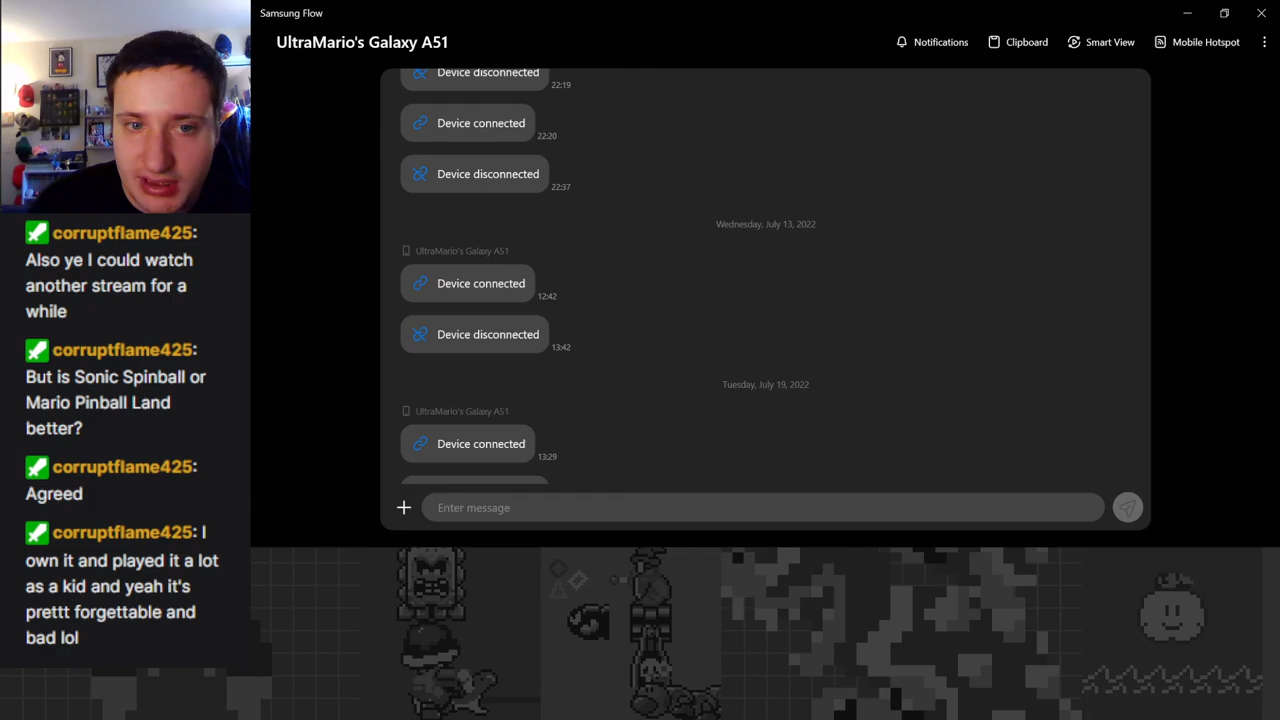 Samsung Flow
UltraMario's Galaxy A51
Notifications
Clipboard
Smart View
Mobile Hotspot
Device disconnected
22:19
Device connected
22:20
Device disconnected
22:37
Wednesday, July 13, 2022
UltraMario's Galaxy A51
Device connected
12:42
Device disconnected
13:42
Tuesday, July 19, 2022
UltraMario's Galaxy A51
Device connected
13:29
Enter message
corruptflame425:
Also ye I could watch
another stream for a
while
corruptflame425:
But is Sonic Spinball or
Mario Pinball Land
better?
corruptflame425:
Agreed
corruptflame425: I
own it and played it a lot
as a kid and yeah it's
prettt forgettable and
bad lol